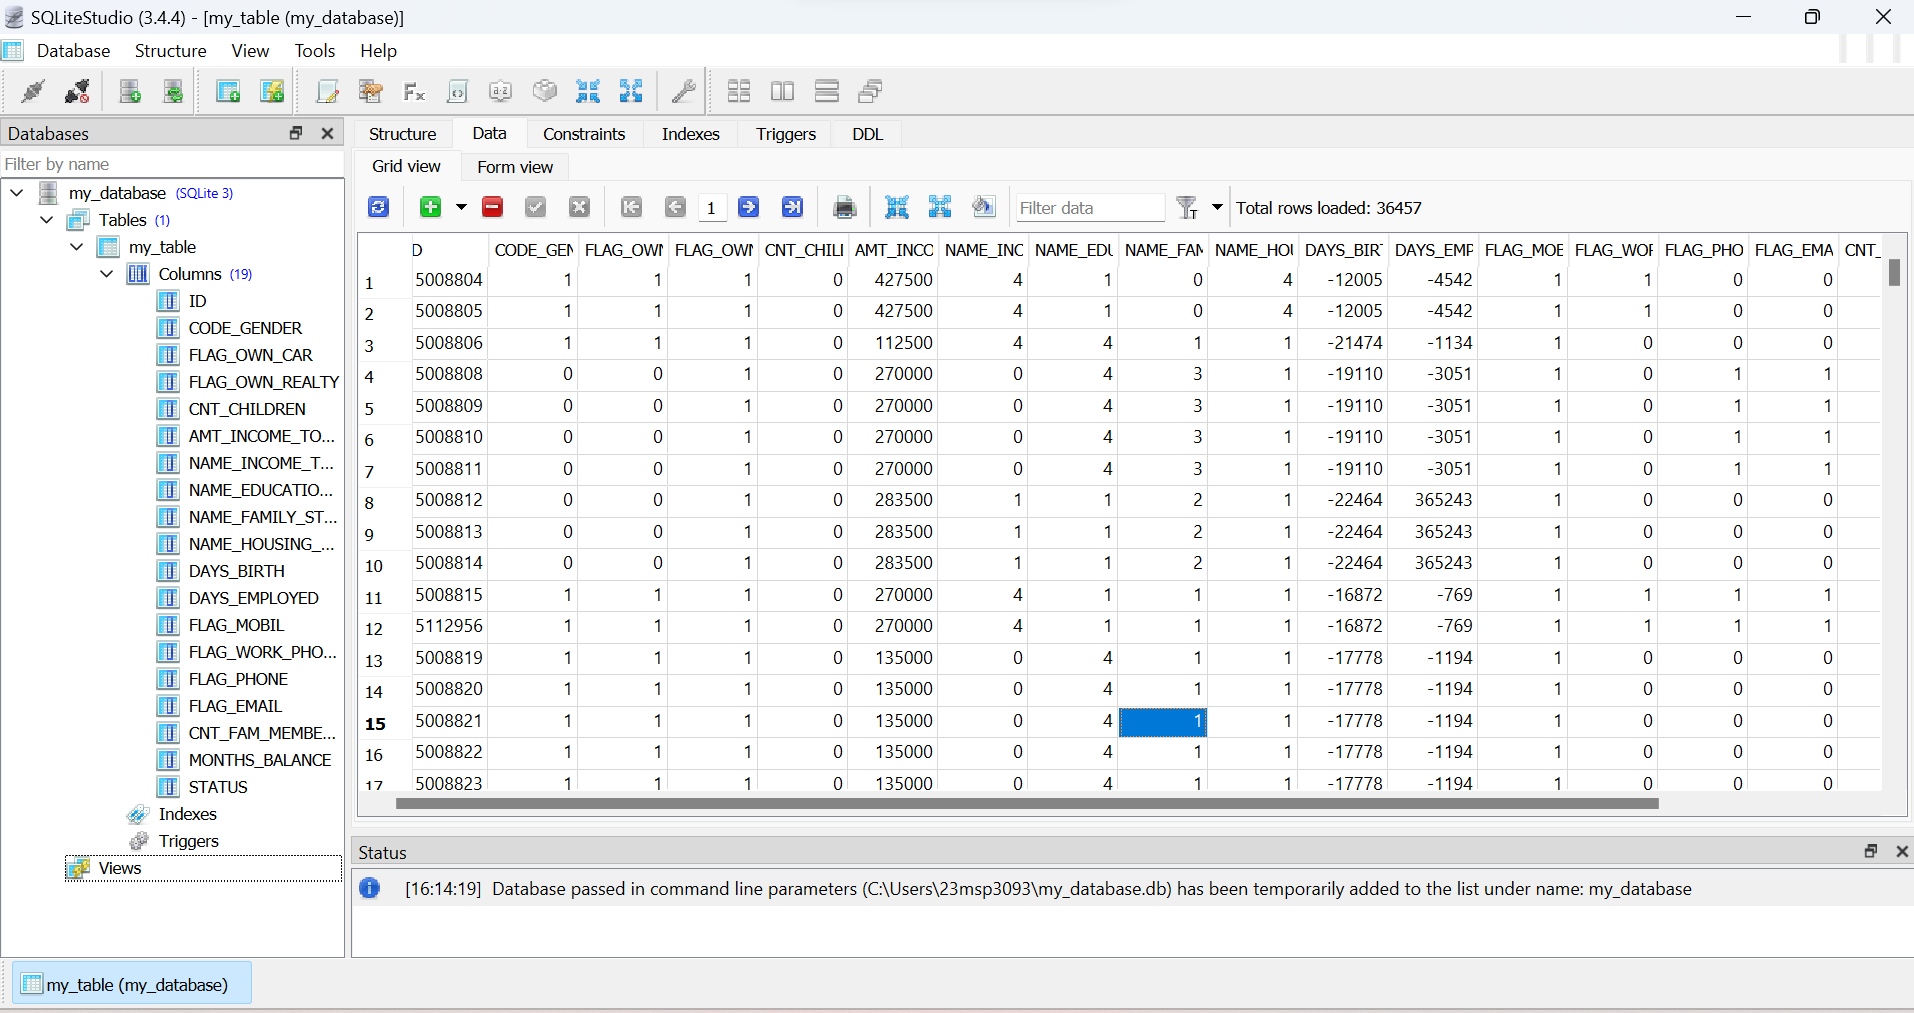 SQLiteStudio (3.4.4) - [my_table (my_database)]
Database Structure View Tools Help
Databases
Filter by name
my_database (SQLite 3)
Tables (1)
my_table
Columns (19)
ID
CODE_GENDER
FLAG_OWN_CAR
FLAG_OWN_REALTY
CNT_CHILDREN
AMT_INCOME_TO...
NAME_INCOME_T...
NAME_EDUCATIO...
NAME_FAMILY_ST...
NAME_HOUSING_...
DAYS_BIRTH
DAYS_EMPLOYED
FLAG_MOBIL
FLAG_WORK_PHO...
FLAG_PHONE
FLAG_EMAIL
CNT_FAM_MEMBE...
MONTHS_BALANCE
STATUS
Indexes
Triggers
Views
Structure Data Constraints Indexes Triggers DDL
Grid view Form view
1 Filter data Total rows loaded: 36457
D CODE_GEN FLAG_OWN FLAG_OWN CNT_CHILI AMT_INCO NAME_INC NAME_EDU NAME_FAN NAME_HOU DAYS_BIR DAYS_EMP FLAG_MOB FLAG_WOR FLAG_PHO FLAG_EMA CNT_
1 5008804 1 1 1 0 427500 4 1 0 4 -12005 -4542 1 1 0 0
2 5008805 1 1 1 0 427500 4 1 0 4 -12005 -4542 1 1 0 0
3 5008806 1 1 1 0 112500 4 4 1 1 -21474 -1134 1 0 0 0
4 5008808 0 0 1 0 270000 0 4 3 1 -19110 -3051 1 0 1 1
5 5008809 0 0 1 0 270000 0 4 3 1 -19110 -3051 1 0 1 1
6 5008810 0 0 1 0 270000 0 4 3 1 -19110 -3051 1 0 1 1
7 5008811 0 0 1 0 270000 0 4 3 1 -19110 -3051 1 0 1 1
8 5008812 0 0 1 0 283500 1 1 2 1 -22464 365243 1 0 0 0
9 5008813 0 0 1 0 283500 1 1 2 1 -22464 365243 1 0 0 0
10 5008814 0 0 1 0 283500 1 1 2 1 -22464 365243 1 0 0 0
11 5008815 1 1 1 0 270000 4 1 1 1 -16872 -769 1 1 1 1
12 5112956 1 1 1 0 270000 4 1 1 1 -16872 -769 1 1 1 1
13 5008819 1 1 1 0 135000 0 4 1 1 -17778 -1194 1 0 0 0
14 5008820 1 1 1 0 135000 0 4 1 1 -17778 -1194 1 0 0 0
15 5008821 1 1 1 0 135000 0 4 1 1 -17778 -1194 1 0 0 0
16 5008822 1 1 1 0 135000 0 4 1 1 -17778 -1194 1 0 0 0
17 5008823 1 1 1 0 135000 0 4 1 1 -17778 -1194 1 0 0 0
Status
[16:14:19] Database passed in command line parameters (C:\Users\23msp3093\my_database.db) has been temporarily added to the list under name: my_database
my_table (my_database)